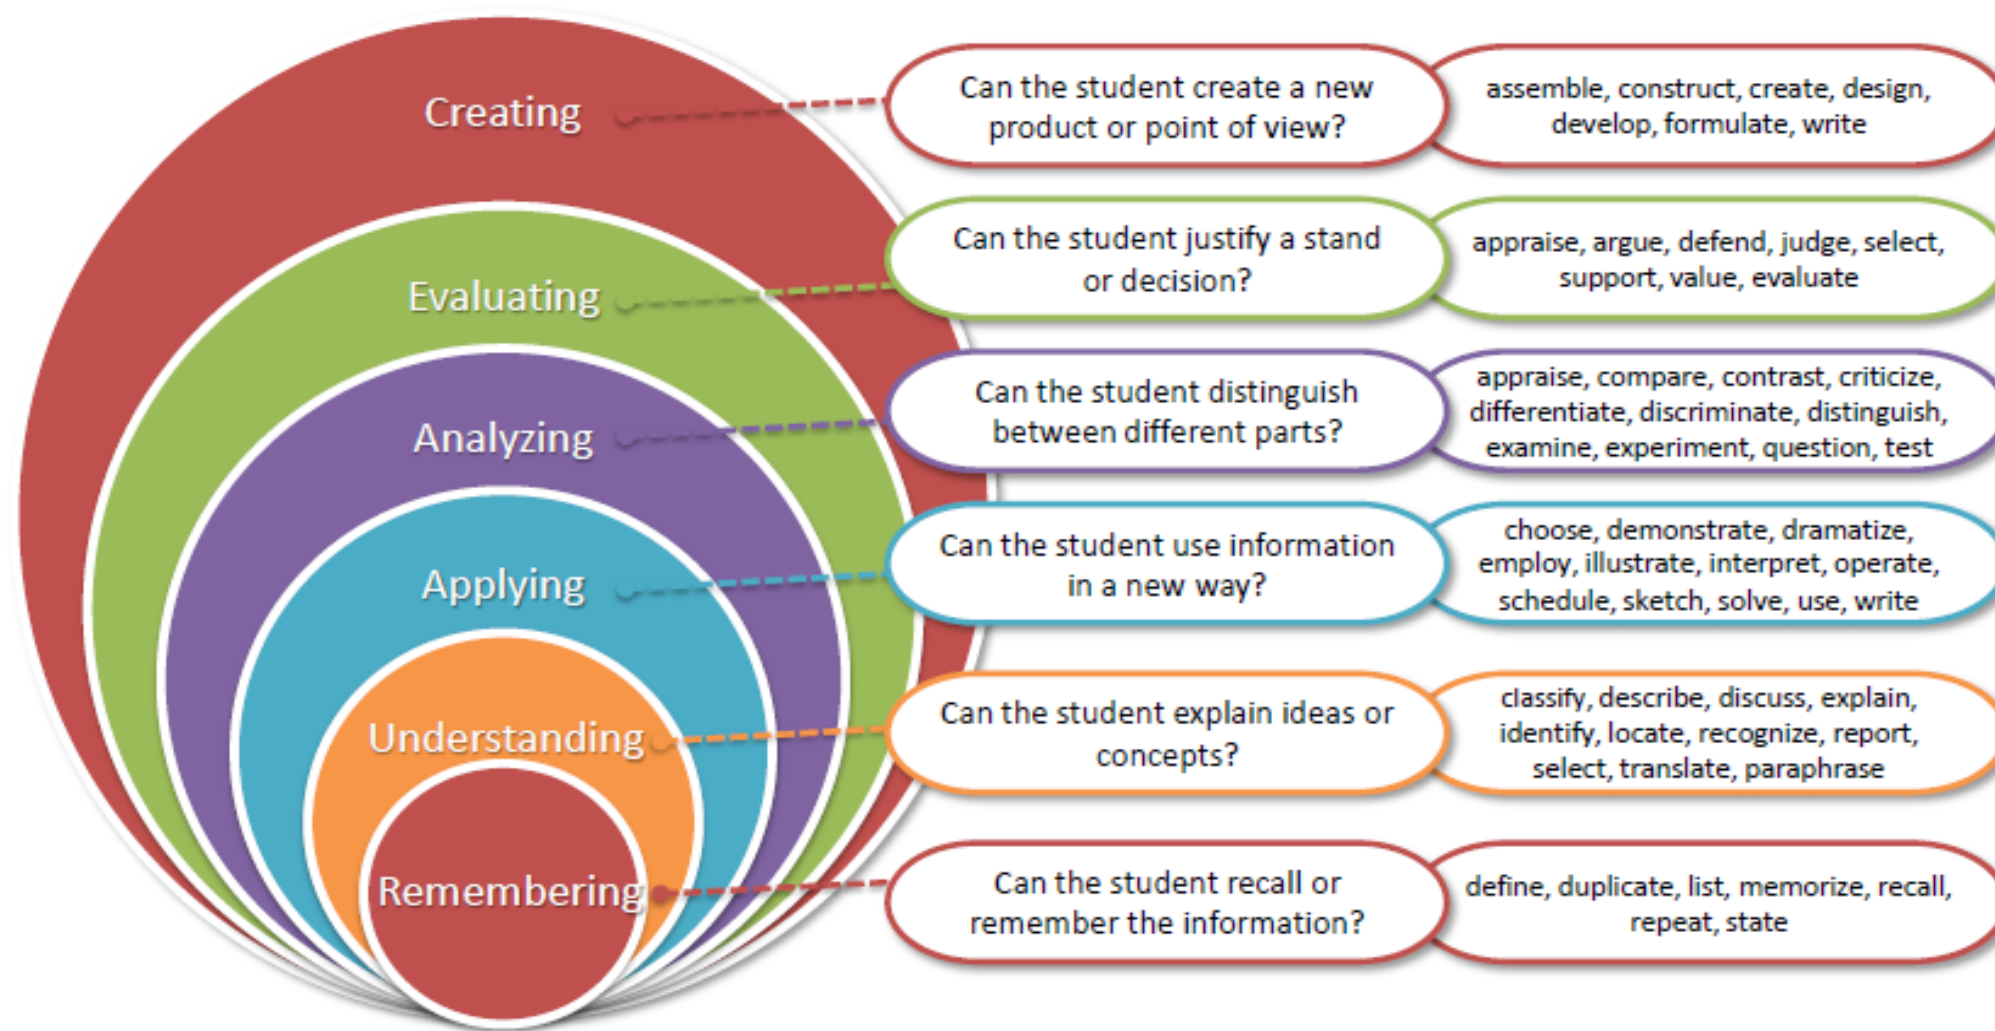 Creating
Can the student create a new
product or point of view?
assemble, construct, create, design,
develop, formulate, write
Evaluating
Can the student justify a stand
or decision?
appraise, argue, defend, judge, select,
support, value, evaluate
Analyzing
Can the student distinguish
between different parts?
appraise, compare, contrast, criticize,
differentiate, discriminate, distinguish,
examine, experiment, question, test
Applying
Can the student use information
in a new way?
choose, demonstrate, dramatize,
employ, illustrate, interpret, operate,
schedule, sketch, solve, use, write
Understanding
Can the student explain ideas or
concepts?
classify, describe, discuss, explain,
identify, locate, recognize, report,
select, translate, paraphrase
Remembering
Can the student recall or
remember the information?
define, duplicate, list, memorize, recall,
repeat, state